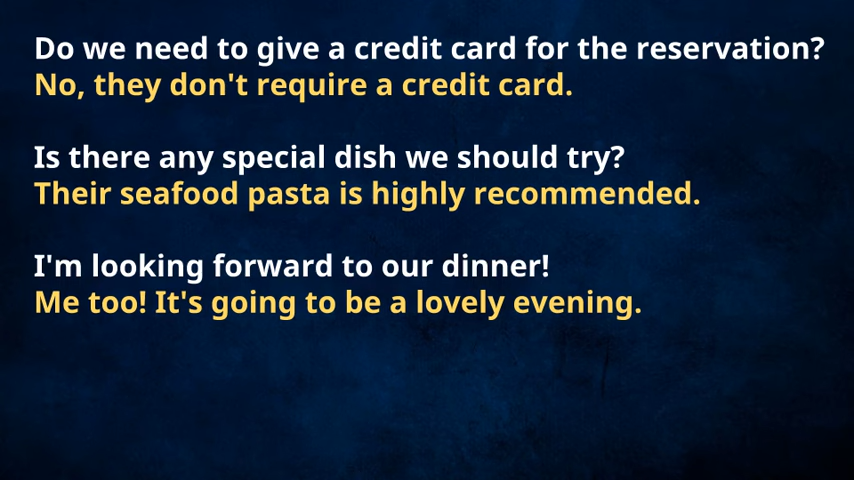 Do we need to give a credit card for the reservation?
No, they don't require a credit card.
Is there any special dish we should try?
Their seafood pasta is highly recommended.
I'm looking forward to our dinner!
Me too! It's going to be a lovely evening.